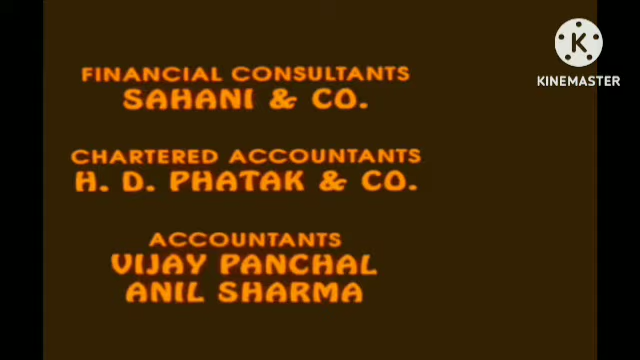 FINANCIAL CONSULTANTS
SAHANI & CO.
CHARTERED ACCOUNTANTS
H. D. PHATAK & CO.
ACCOUNTANTS
VIJAY PANCHAL
ANIL SHARMA
K
KINEMASTER